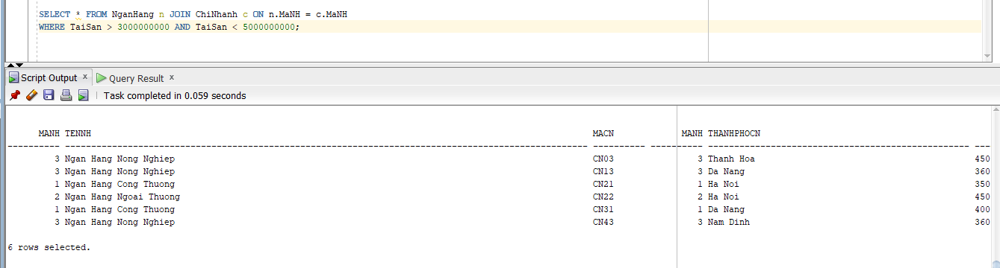 SELECT * FROM NganHang n JOIN ChiNhanh c ON n.MaNH = c.MaNH
WHERE TaiSan > 3000000000 AND TaiSan < 5000000000;
Script Output x Query Result x
Task completed in 0.059 seconds
MANH TENNH MACN MANH THANHPHOCN
3 Ngan Hang Nong Nghiep CN03 3 Thanh Hoa 450
3 Ngan Hang Nong Nghiep CN13 3 Da Nang 360
1 Ngan Hang Cong Thuong CN21 1 Ha Noi 350
2 Ngan Hang Ngoai Thuong CN22 2 Ha Noi 450
1 Ngan Hang Cong Thuong CN31 1 Da Nang 400
3 Ngan Hang Nong Nghiep CN43 3 Nam Dinh 360
6 rows selected.